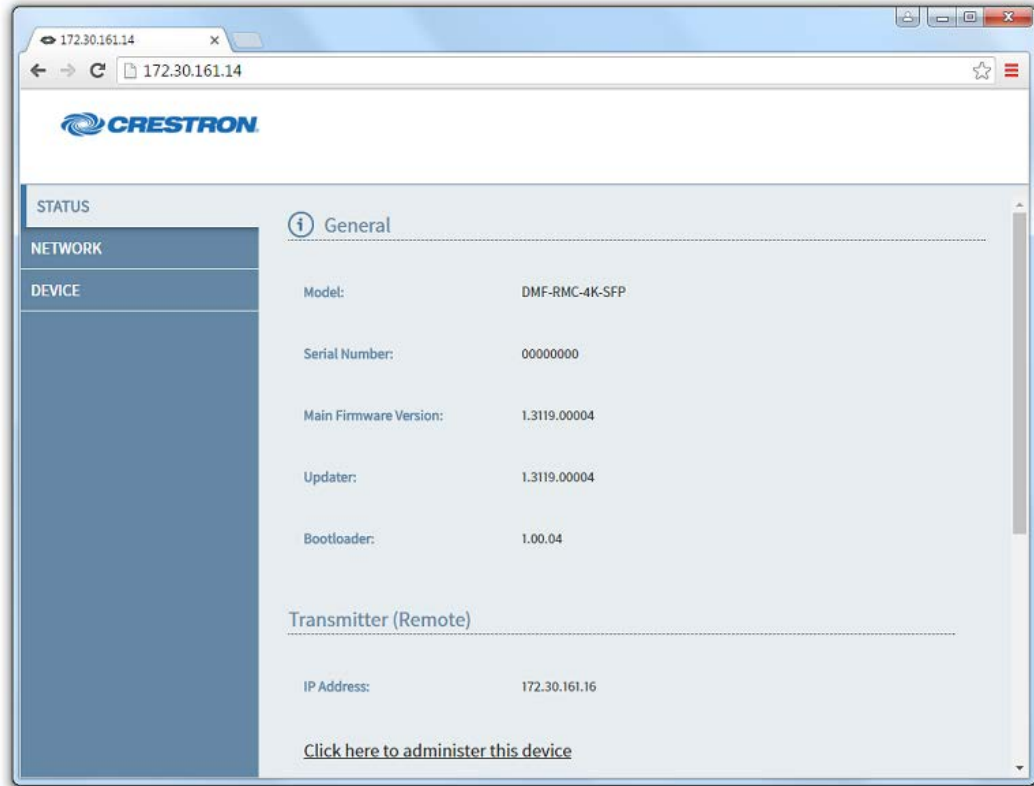 172.30.161.14
172.30.161.14
CRESTRON
STATUS
NETWORK
DEVICE
General
Model: DMF-RMC-4K-SFP
Serial Number: 00000000
Main Firmware Version: 1.3119.00004
Updater: 1.3119.00004
Bootloader: 1.00.04
Transmitter (Remote)
IP Address: 172.30.161.16
Click here to administer this device